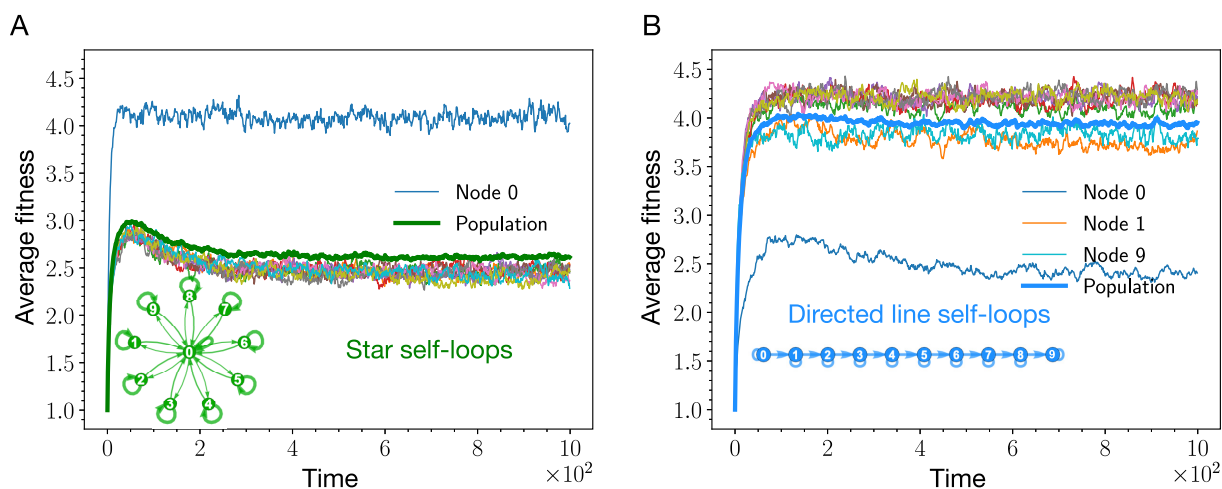 A
Average fitness
4.5
4.0
3.5
3.0
2.5
2.0
1.5
1.0
Node 0
Population
Star self-loops
0
1
2
3
4
5
6
7
8
9
0
2
4
6
8
10
Time
×10²
B
Average fitness
4.5
4.0
3.5
3.0
2.5
2.0
1.5
1.0
Node 0
Node 1
Node 9
Population
Directed line self-loops
0 1 2 3 4 5 6 7 8 9
0
2
4
6
8
10
Time
×10²